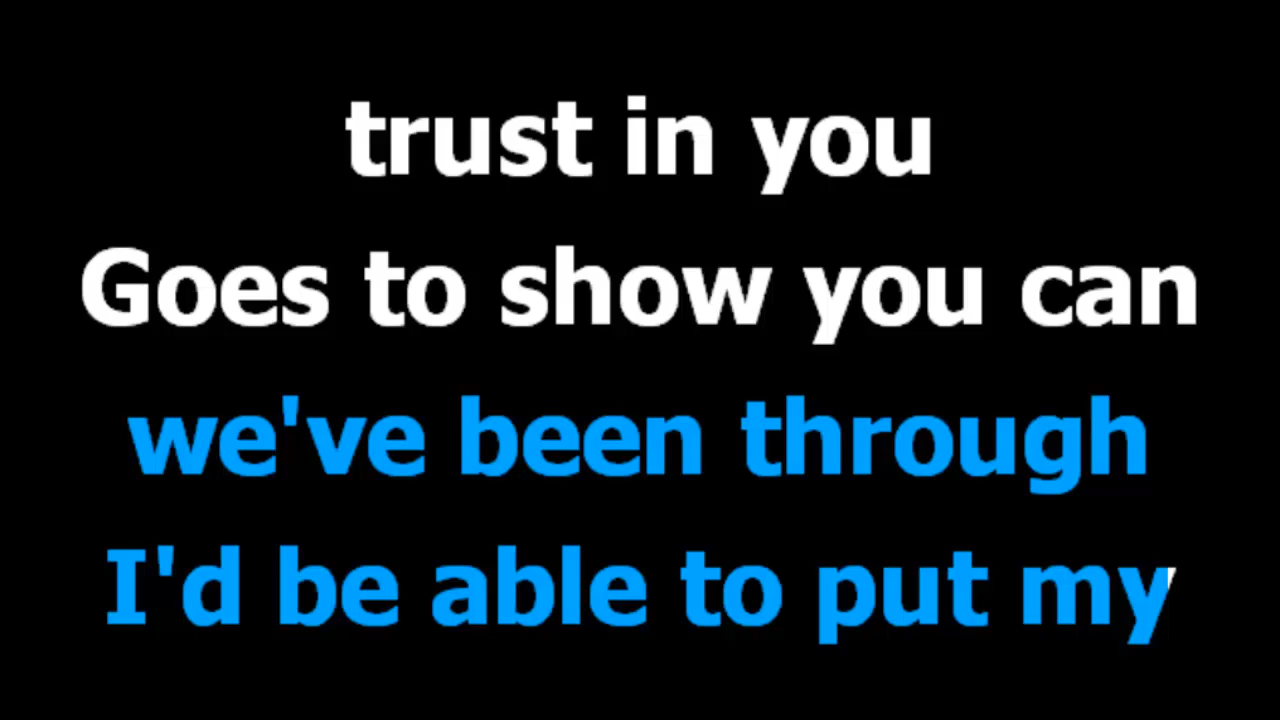 trust in you
Goes to show you can
we've been through
I'd be able to put my